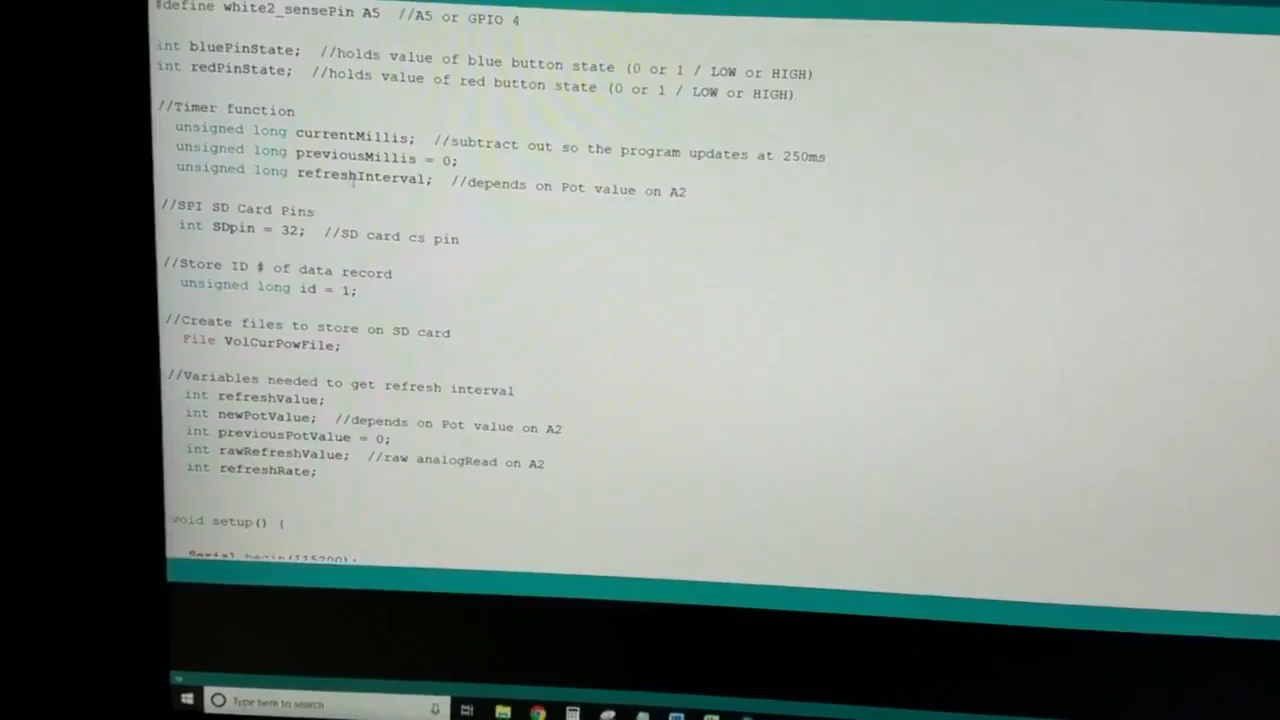 #define white2_sensePin A5  //A5 or GPIO 4
int bluePinState;  //holds value of blue button state (0 or 1 / LOW or HIGH)
int redPinState;  //holds value of red button state (0 or 1 / LOW or HIGH)
//Timer function
unsigned long currentMillis;  //subtract out so the program updates at 250ms
unsigned long previousMillis = 0;
unsigned long refreshInterval;  //depends on Pot value on A2
//SPI SD Card Pins
int SDpin = 32;  //SD card cs pin
//Store ID # of data record
unsigned long id = 1;
//Create files to store on SD card
File VolCurPowFile;
//Variables needed to get refresh interval
int refreshValue;
int newPotValue;  //depends on Pot value on A2
int previousPotValue = 0;
int rawRefreshValue;  //raw analogRead on A2
int refreshRate;
void setup() {
Serial.begin(115200);
Type here to search